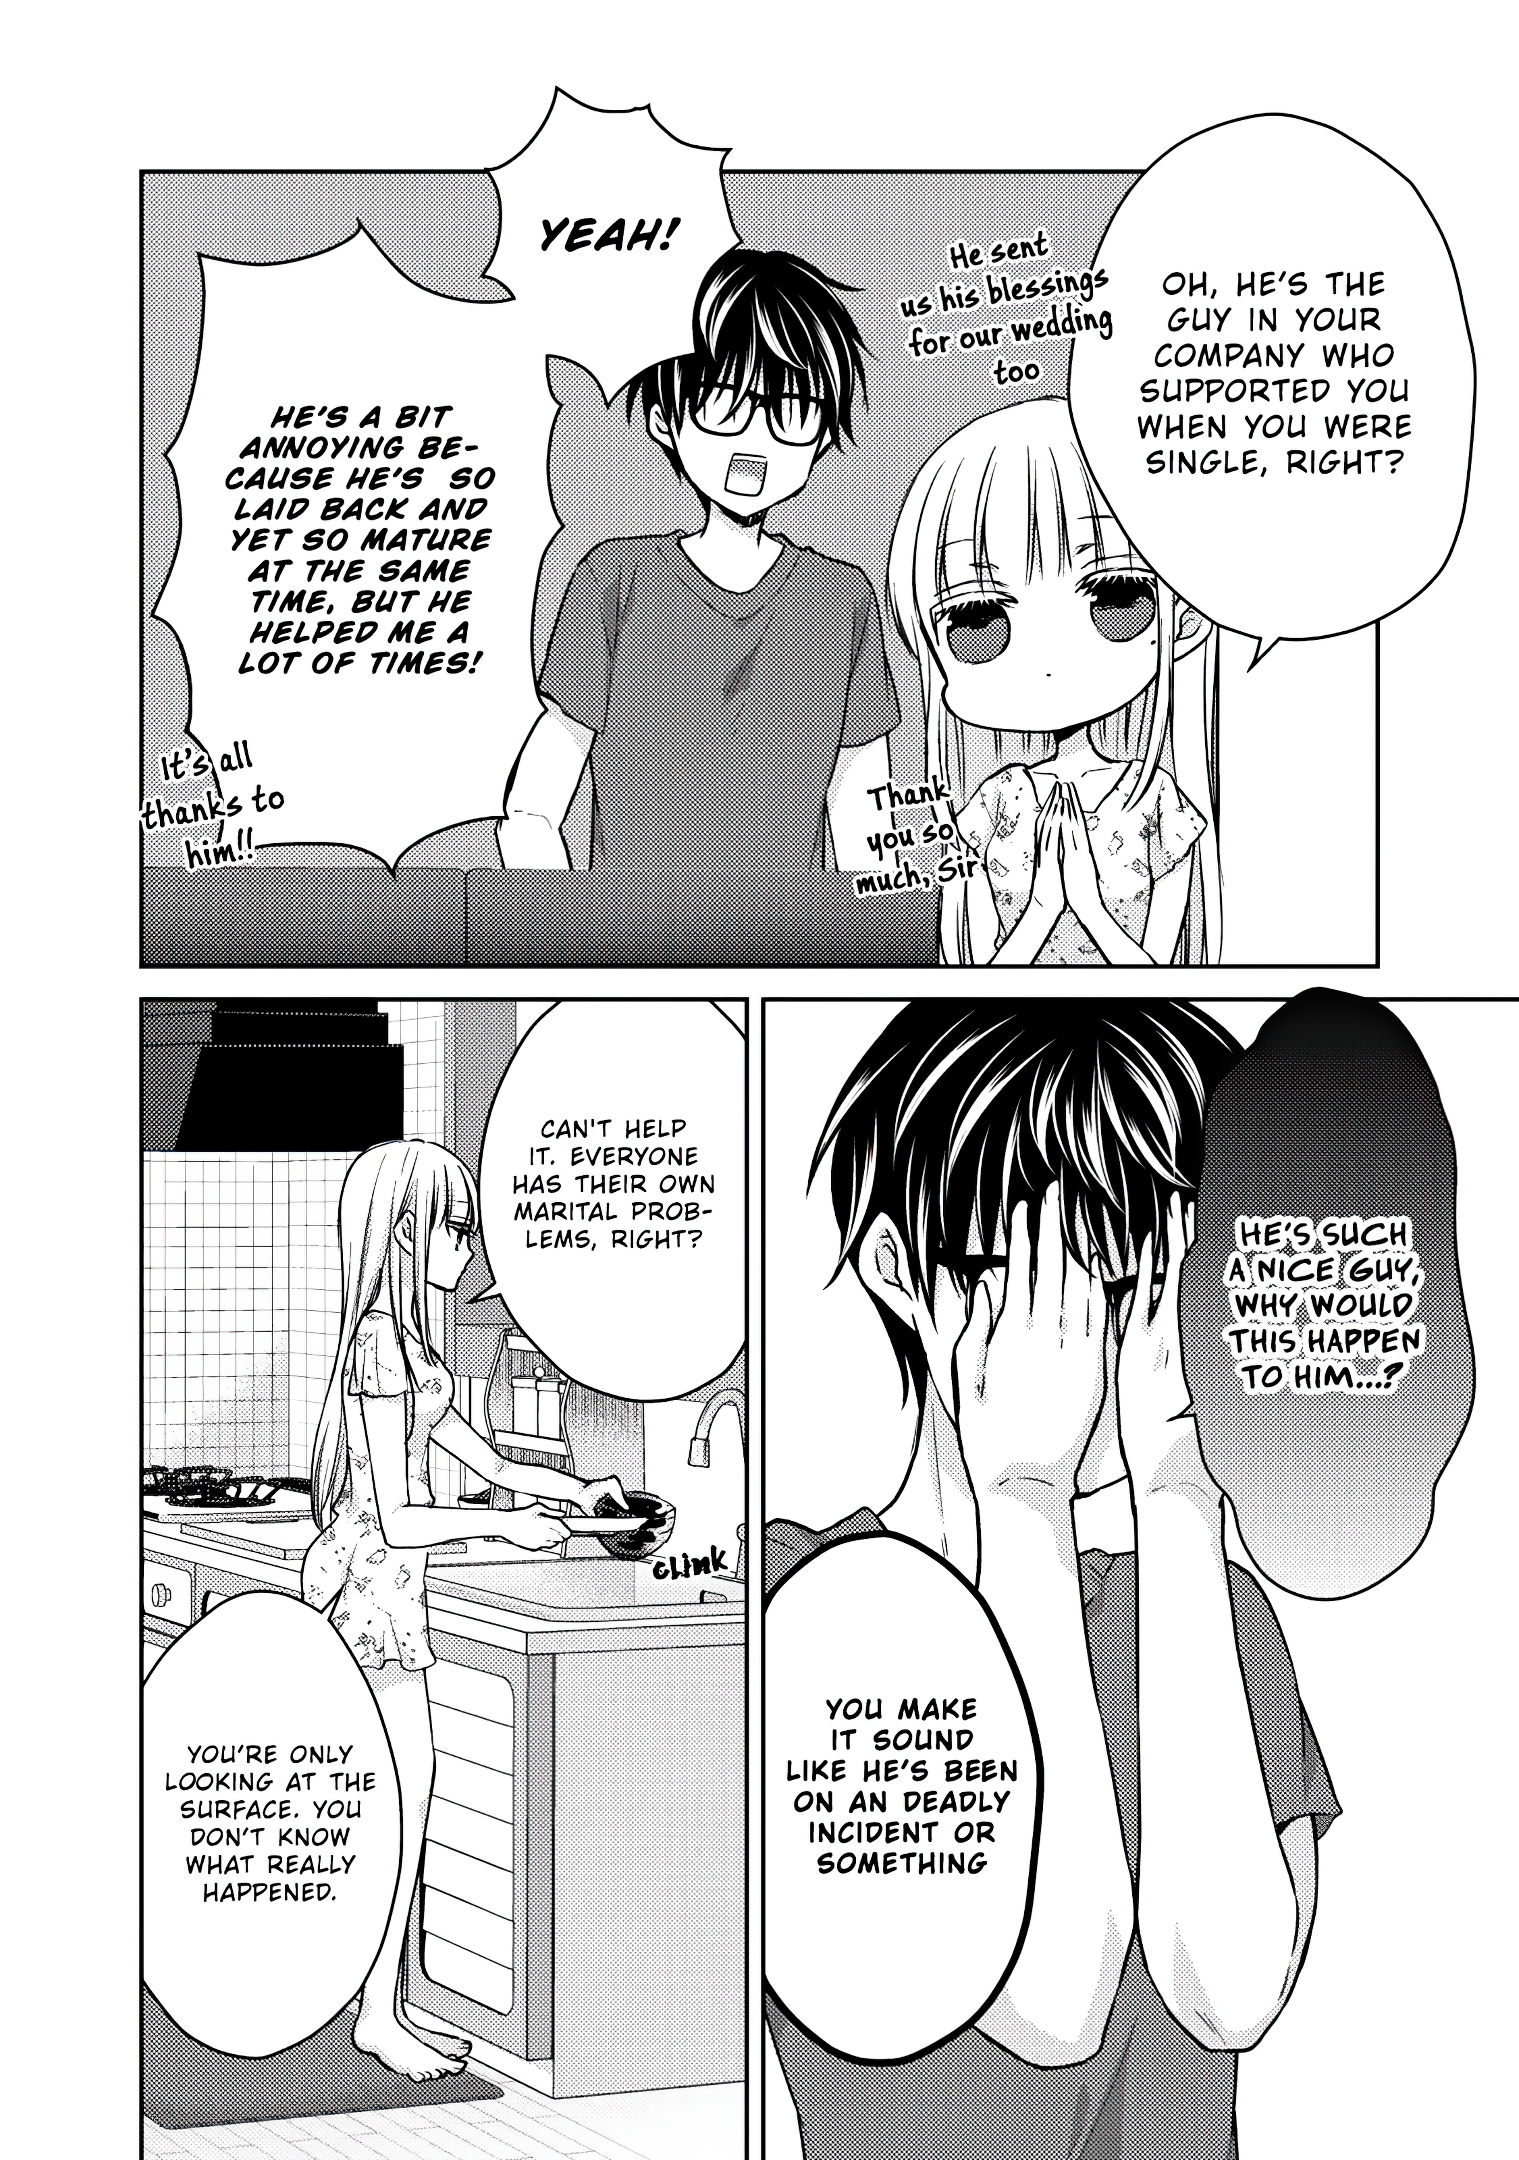 OH, HE'S THE
GUY IN YOUR
COMPANY WHO
SUPPORTED YOU
WHEN YOU WERE
SINGLE, RIGHT?
He sent
us his blessings
for our wedding
too
Thank
you so
much, Sir
YEAH!
HE'S A BIT
ANNOYING BE-
CAUSE HE'S SO
LAID BACK AND
YET SO MATURE
AT THE SAME
TIME, BUT HE
HELPED ME A
LOT OF TIMES!
It's all
thanks to
him!!
HE'S SUCH
A NICE GUY,
WHY WOULD
THIS HAPPEN
TO HIM...?
YOU MAKE
IT SOUND
LIKE HE'S BEEN
ON AN DEADLY
INCIDENT OR
SOMETHING
CAN'T HELP
IT. EVERYONE
HAS THEIR OWN
MARITAL PROB-
LEMS, RIGHT?
CLINK
YOU'RE ONLY
LOOKING AT THE
SURFACE. YOU
DON'T KNOW
WHAT REALLY
HAPPENED.